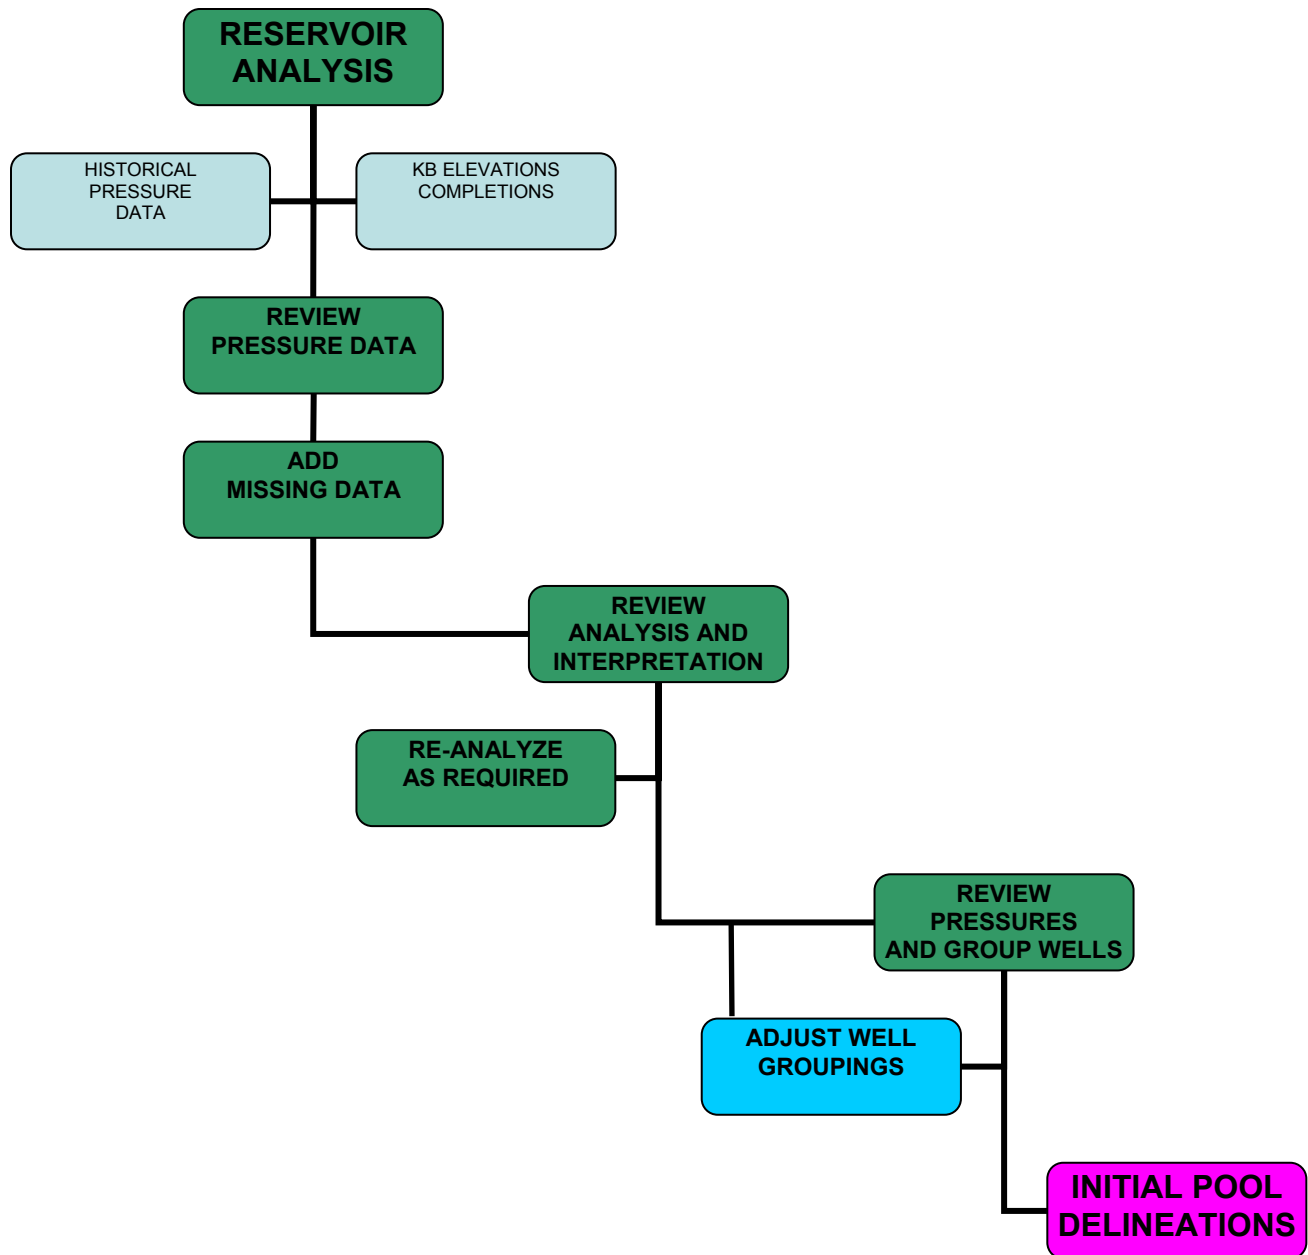 RESERVOIR
ANALYSIS
HISTORICAL
PRESSURE
DATA
KB ELEVATIONS
COMPLETIONS
REVIEW
PRESSURE DATA
ADD
MISSING DATA
REVIEW
ANALYSIS AND
INTERPRETATION
RE-ANALYZE
AS REQUIRED
REVIEW
PRESSURES
AND GROUP WELLS
ADJUST WELL
GROUPINGS
INITIAL POOL
DELINEATIONS